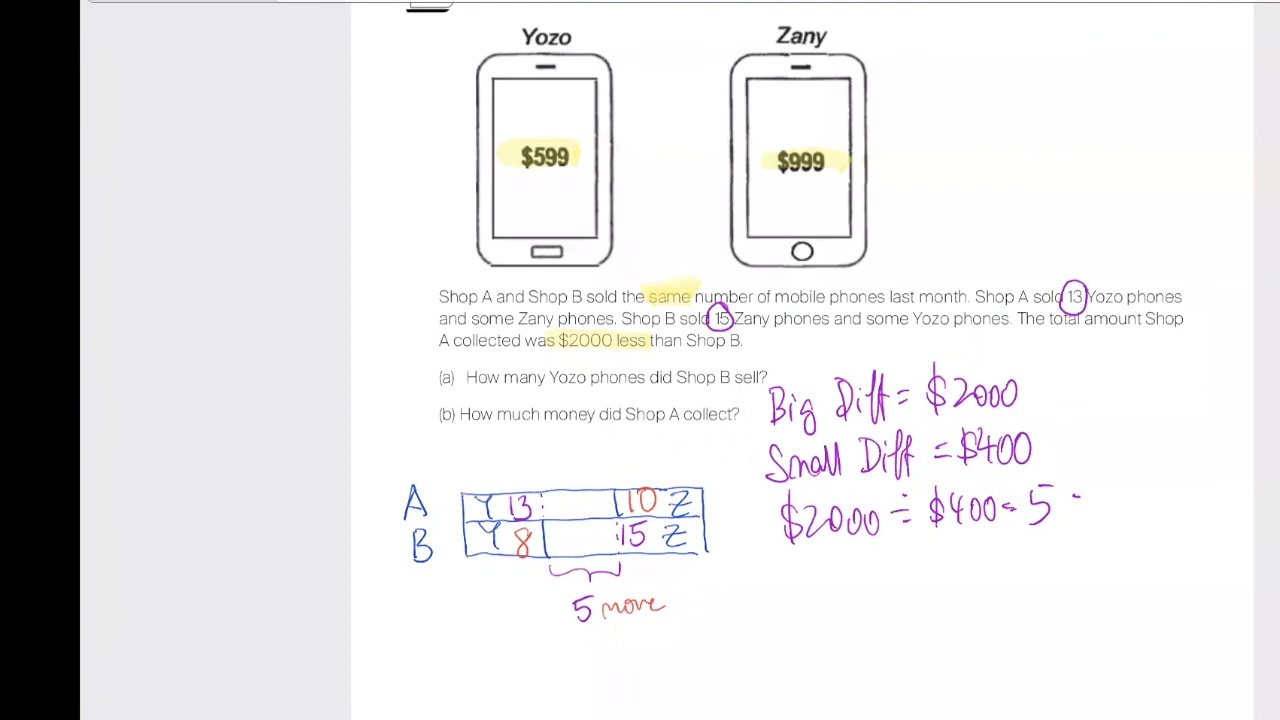 Yozo Zany
$599 $999
Shop A and Shop B sold the same number of mobile phones last month. Shop A sold 13 Yozo phones
and some Zany phones. Shop B sold 15 Zany phones and some Yozo phones. The total amount Shop
A collected was $2000 less than Shop B.
(a) How many Yozo phones did Shop B sell?
(b) How much money did Shop A collect?
Big Diff = $2000
Small Diff = $400
$2000 ÷ $400 = 5
A Y 13 10 Z
B Y 8 15 Z
5 more